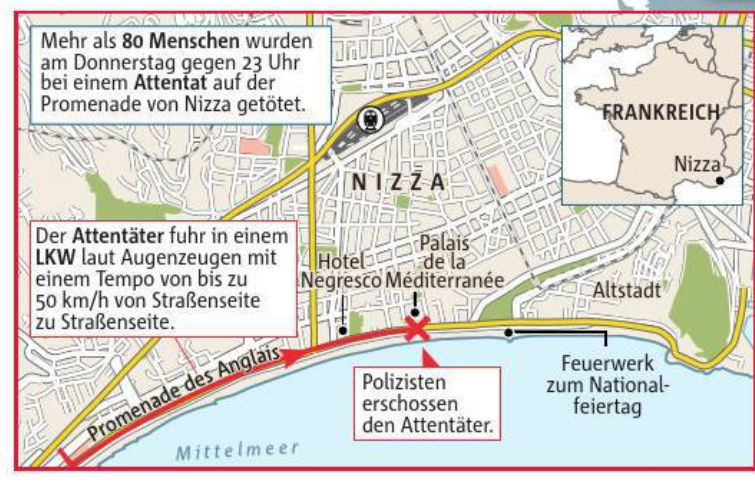 Mehr als 80 Menschen wurden
am Donnerstag gegen 23 Uhr
bei einem Attentat auf der
Promenade von Nizza getötet.
FRANKREICH
Nizza
NIZZA
Der Attentäter fuhr in einem
LKW laut Augenzeugen mit
einem Tempo von bis zu
50 km/h von Straßenseite
zu Straßenseite.
Hotel
Negresco
Palais
de la
Méditerranée
Altstadt
Promenade des Anglais
Polizisten
erschossen
den Attentäter.
Feuerwerk
zum National-
feiertag
Mittelmeer